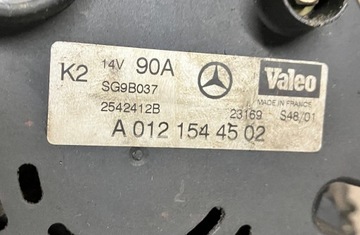 K2 14V 90A Valeo
SG9B037 MADE IN FRANCE
2542412B 23169 S48/01
A 012 154 45 02